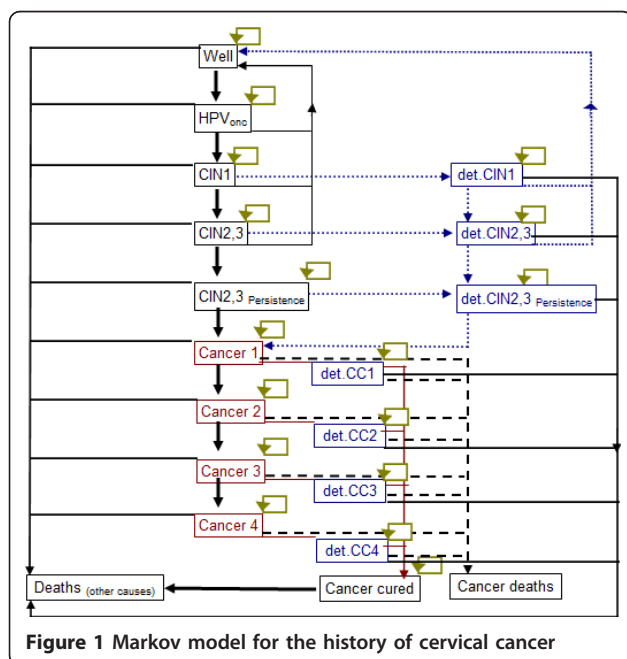 Well
HPV onc
CIN1 det.CIN1
CIN2,3 det.CIN2,3
CIN2,3 Persistence det.CIN2,3 Persistence
Cancer 1
det.CC1
Cancer 2
det.CC2
Cancer 3
det.CC3
Cancer 4
det.CC4
Deaths (other causes) Cancer cured Cancer deaths
Figure 1 Markov model for the history of cervical cancer